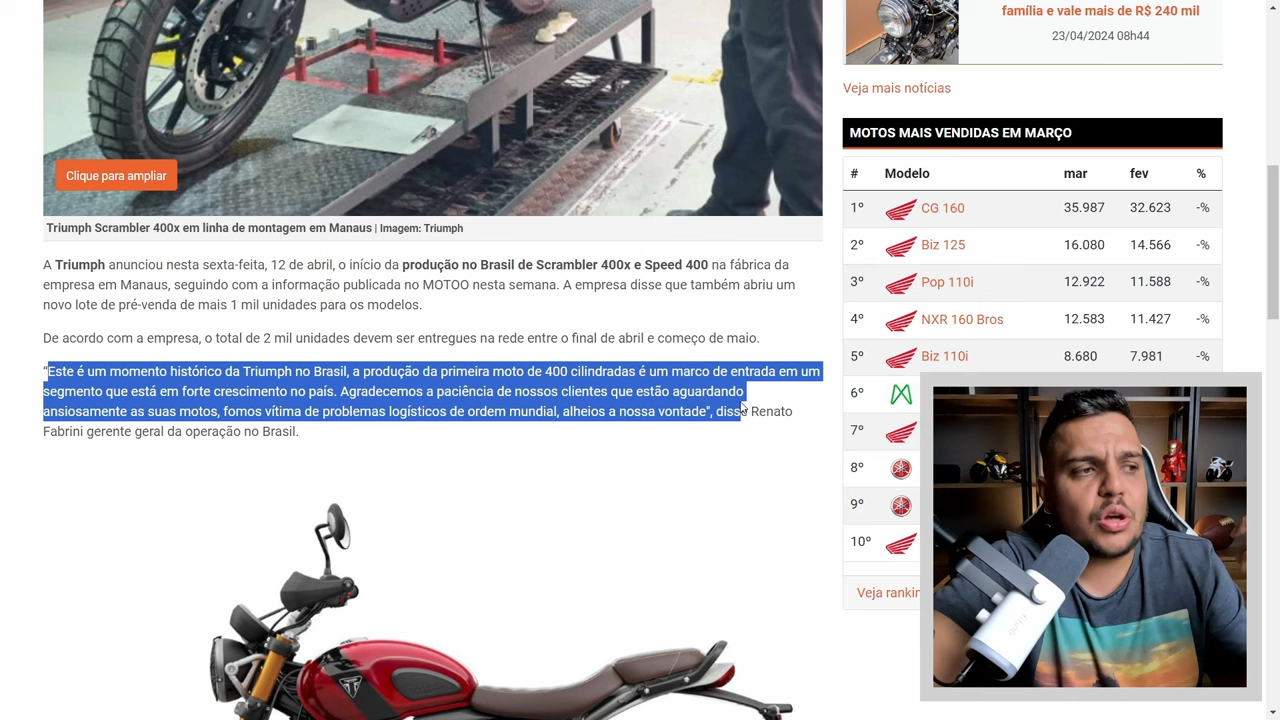 família e vale mais de R$ 240 mil
23/04/2024 08h44
Veja mais notícias
Clique para ampliar
Triumph Scrambler 400x em linha de montagem em Manaus | Imagem: Triumph
A Triumph anunciou nesta sexta-feira, 12 de abril, o início da produção no Brasil de Scrambler 400x e Speed 400 na fábrica da
empresa em Manaus, seguindo com a informação publicada no MOTOO nesta semana. A empresa disse que também abriu um
novo lote de pré-venda de mais 1 mil unidades para os modelos.
De acordo com a empresa, o total de 2 mil unidades devem ser entregues na rede entre o final de abril e começo de maio.
"Este é um momento histórico da Triumph no Brasil, a produção da primeira moto de 400 cilindradas é um marco de entrada em um
segmento que está em forte crescimento no país. Agradecemos a paciência de nossos clientes que estão aguardando
ansiosamente as suas motos, fomos vítima de problemas logísticos de ordem mundial, alheios a nossa vontade", disse Renato
Fabrini gerente geral da operação no Brasil.
MOTOS MAIS VENDIDAS EM MARÇO
# Modelo mar fev %
1º CG 160 35.987 32.623 -%
2º Biz 125 16.080 14.566 -%
3º Pop 110i 12.922 11.588 -%
4º NXR 160 Bros 12.583 11.427 -%
5º Biz 110i 8.680 7.981 -%
6º
7º
8º
9º
10º
Veja